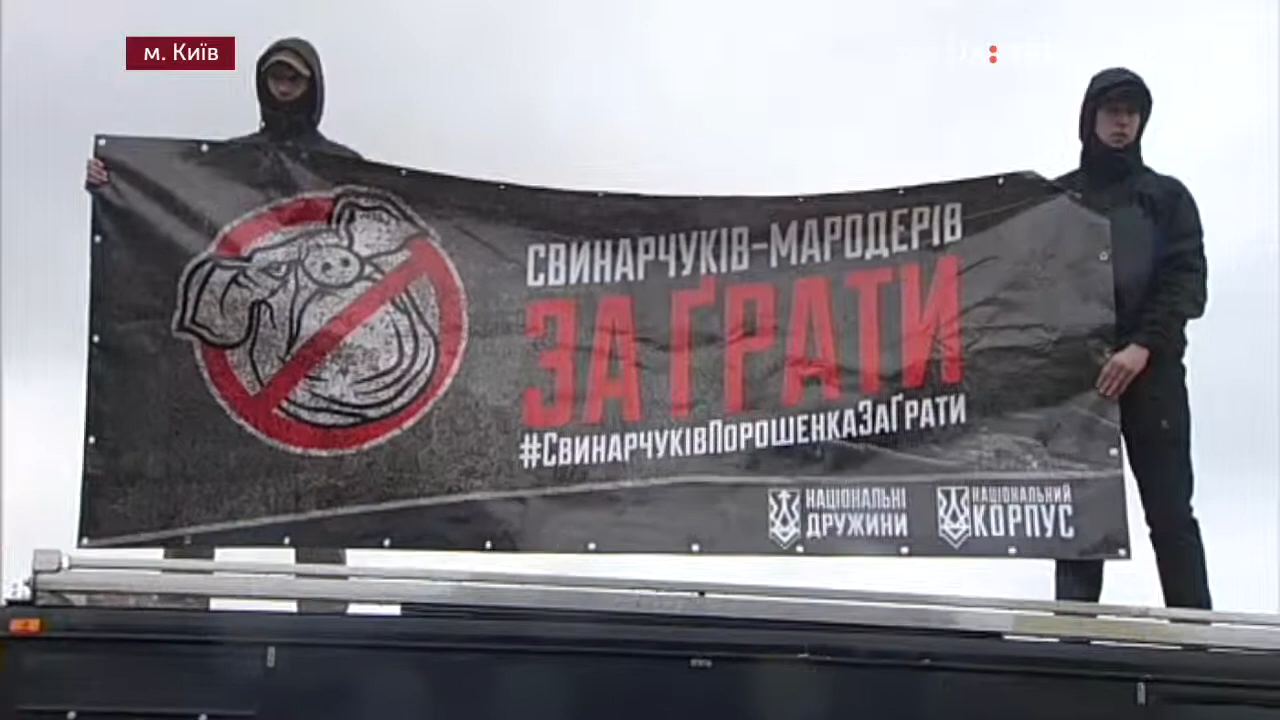 м. Київ
СВИНАРЧУКІВ-МАРОДЕРІВ
ЗА ҐРАТИ
#СвинарчуківПорошенкаЗаҐрати
НАЦІОНАЛЬНІ
ДРУЖИНИ
НАЦІОНАЛЬНИЙ
КОРПУС